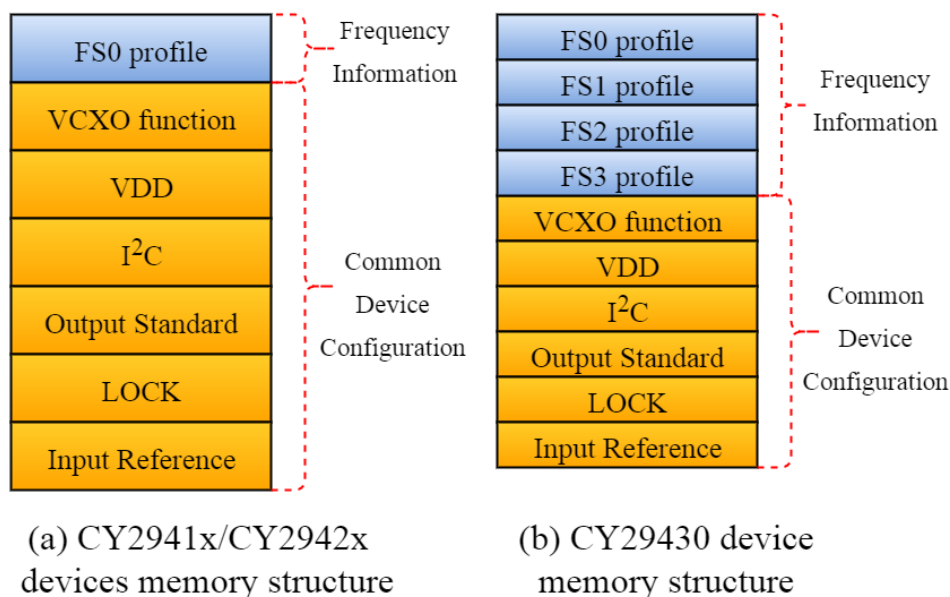 FS0 profile
VCXO function
VDD
I²C
Output Standard
LOCK
Input Reference
Frequency
Information
Common
Device
Configuration
(a) CY2941x/CY2942x
devices memory structure
FS0 profile
FS1 profile
FS2 profile
FS3 profile
VCXO function
VDD
I²C
Output Standard
LOCK
Input Reference
Frequency
Information
Common
Device
Configuration
(b) CY29430 device
memory structure